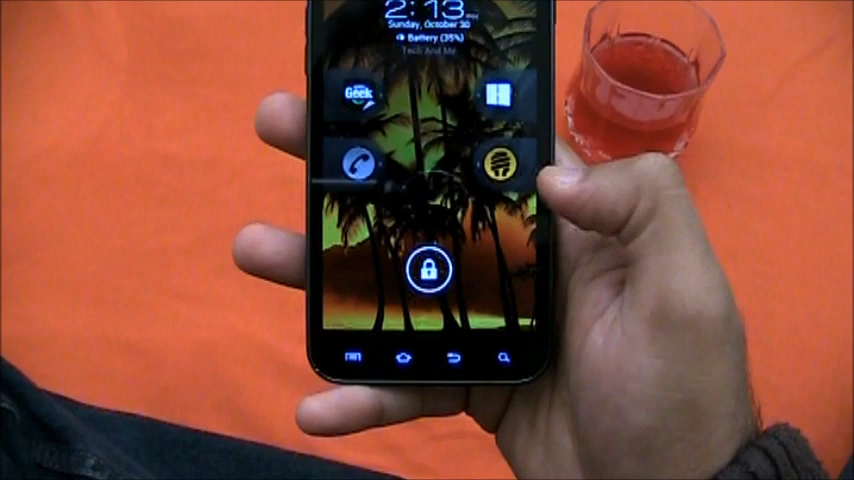 2:13
Sunday, October 30
Battery (35%)
Tech And Me
Geek